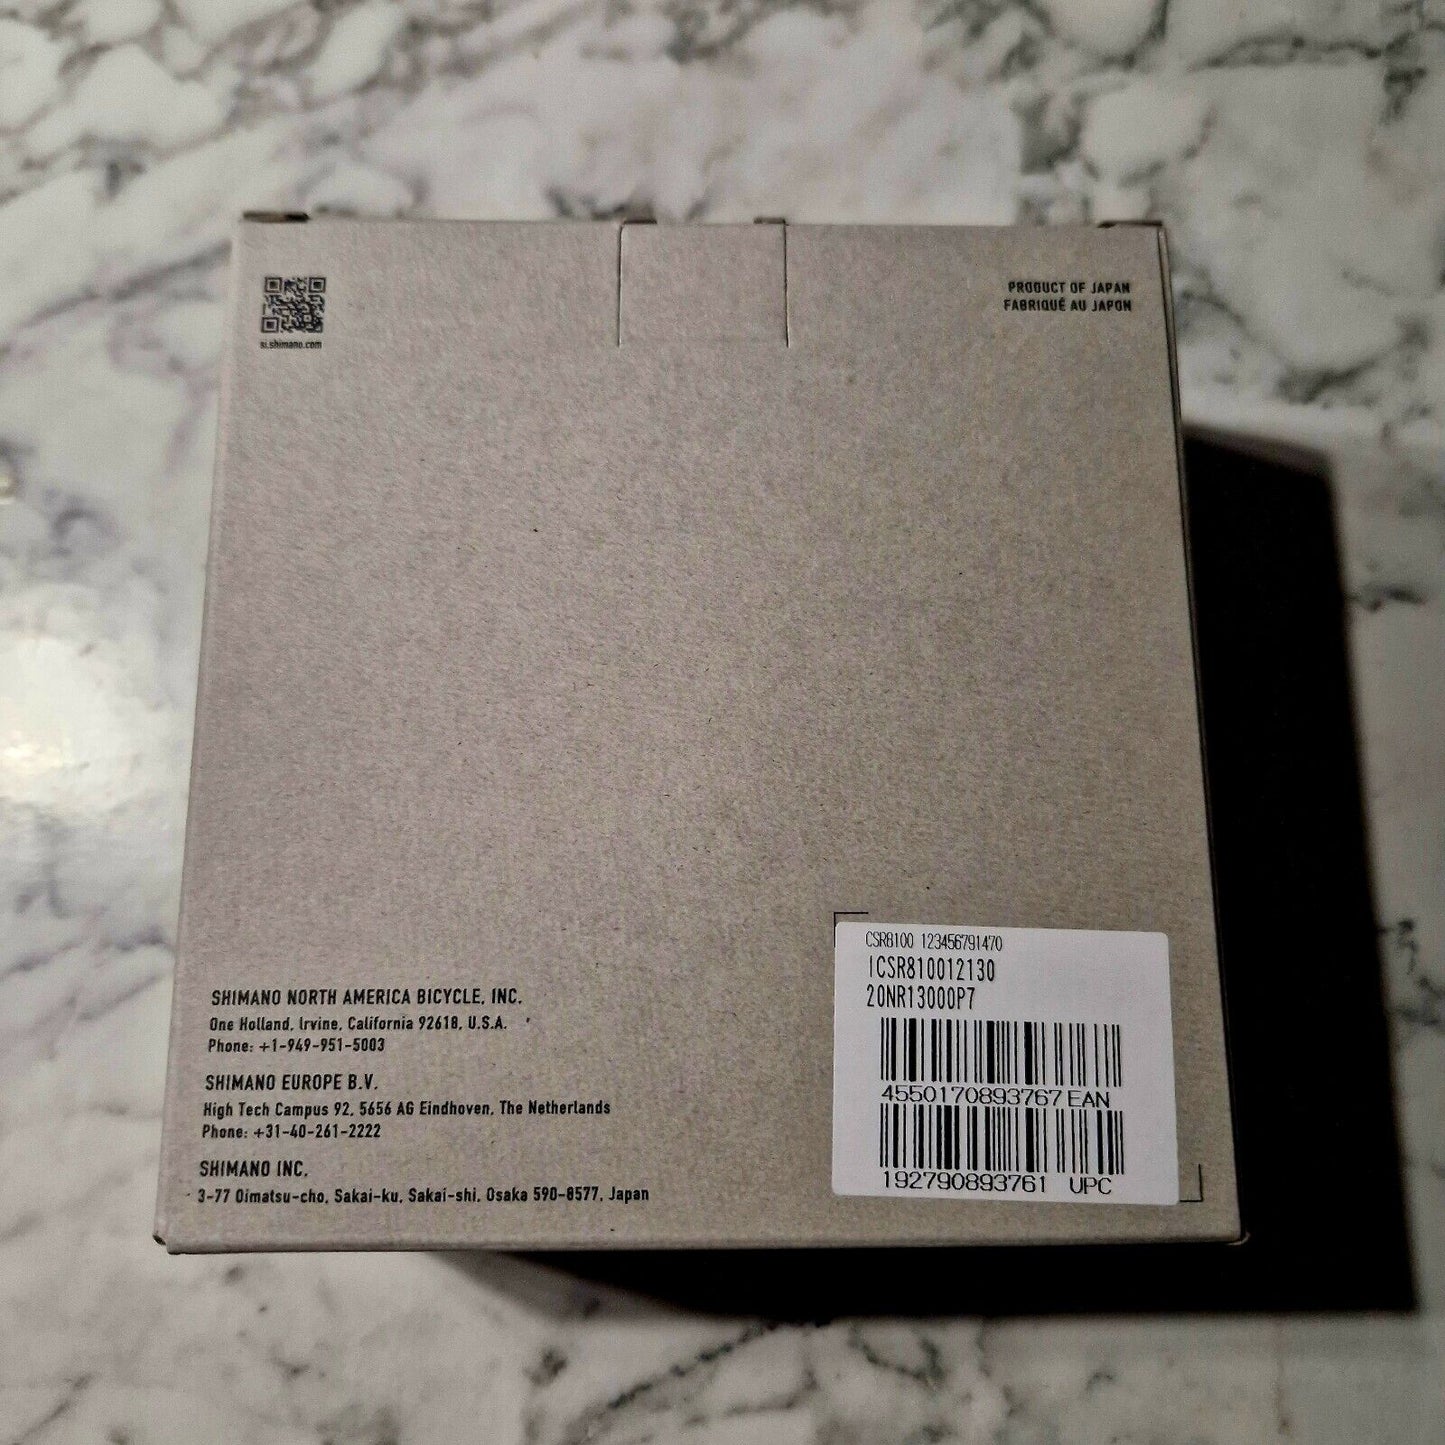 si.shimano.com
PRODUCT OF JAPAN
FABRIQUÉ AU JAPON
SHIMANO NORTH AMERICA BICYCLE, INC.
One Holland, Irvine, California 92618, U.S.A.
Phone: +1-949-951-5003
SHIMANO EUROPE B.V.
High Tech Campus 92, 5656 AG Eindhoven, The Netherlands
Phone: +31-40-261-2222
SHIMANO INC.
3-77 Oimatsu-cho, Sakai-ku, Sakai-shi, Osaka 590-8577, Japan
CSR8100 123456791470
ICSR810012130
20NR13000P7
4550170893767 EAN
192790893761 UPC